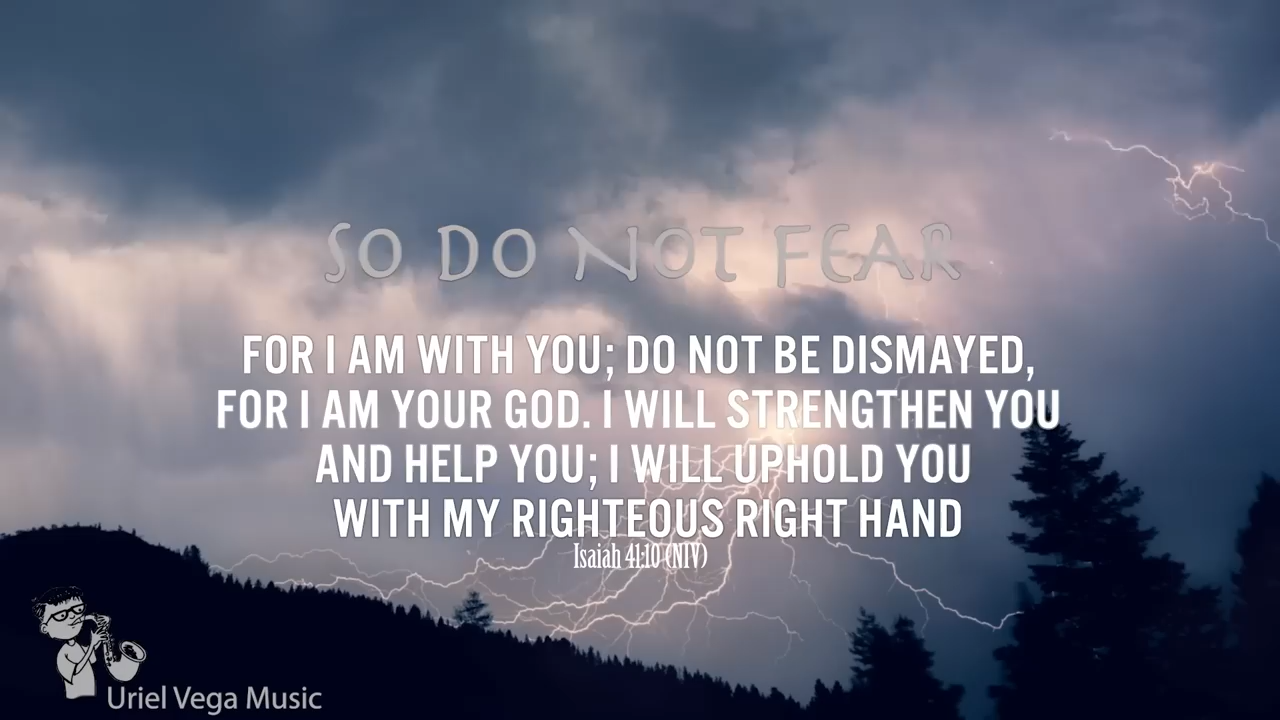 SO DO NOT FEAR
FOR I AM WITH YOU; DO NOT BE DISMAYED,
FOR I AM YOUR GOD. I WILL STRENGTHEN YOU
AND HELP YOU; I WILL UPHOLD YOU
WITH MY RIGHTEOUS RIGHT HAND
Isaiah 41:10 (NIV)
Uriel Vega Music